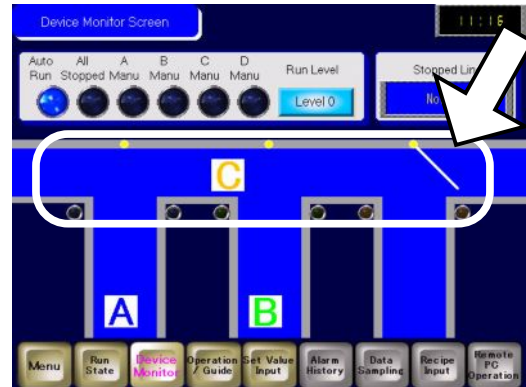 Device Monitor Screen
11:16
Auto Run
All Stopped
A Manu
B Manu
C Manu
D Manu
Run Level
Stopped
Level 0
C
A
B
Menu
Run State
Device Monitor
Operation / Guide
Set Value Input
Alarm History
Data Sampling
Recipe Input
Remote PC Operation